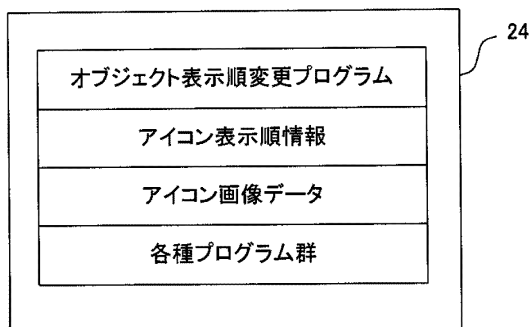 24
オブジェクト表示順変更プログラム
アイコン表示順情報
アイコン画像データ
各種プログラム群